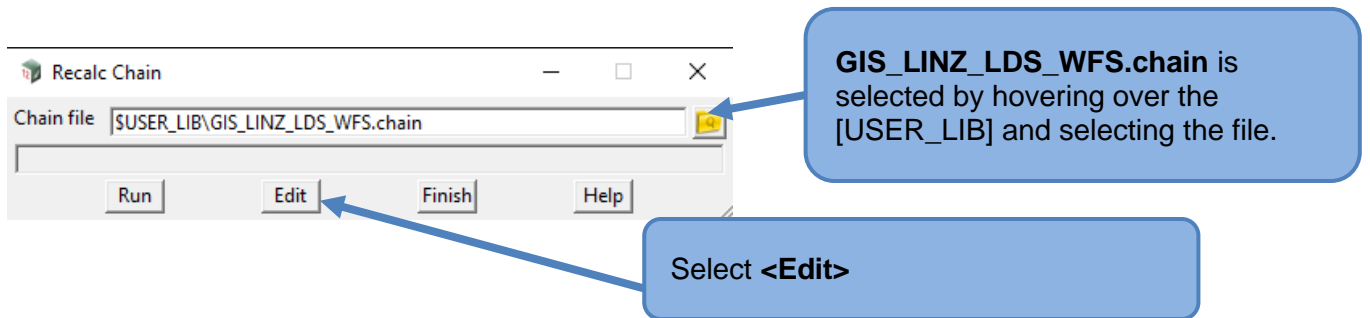 Recalc Chain
Chain file $USER_LIB\GIS_LINZ_LDS_WFS.chain
Run Edit Finish Help
GIS_LINZ_LDS_WFS.chain is
selected by hovering over the
[USER_LIB] and selecting the file.
Select <Edit>